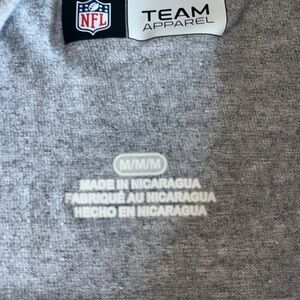 NFL
TEAM
APPAREL
M/M/M
MADE IN NICARAGUA
FABRIQUÉ AU NICARAGUA
HECHO EN NICARAGUA